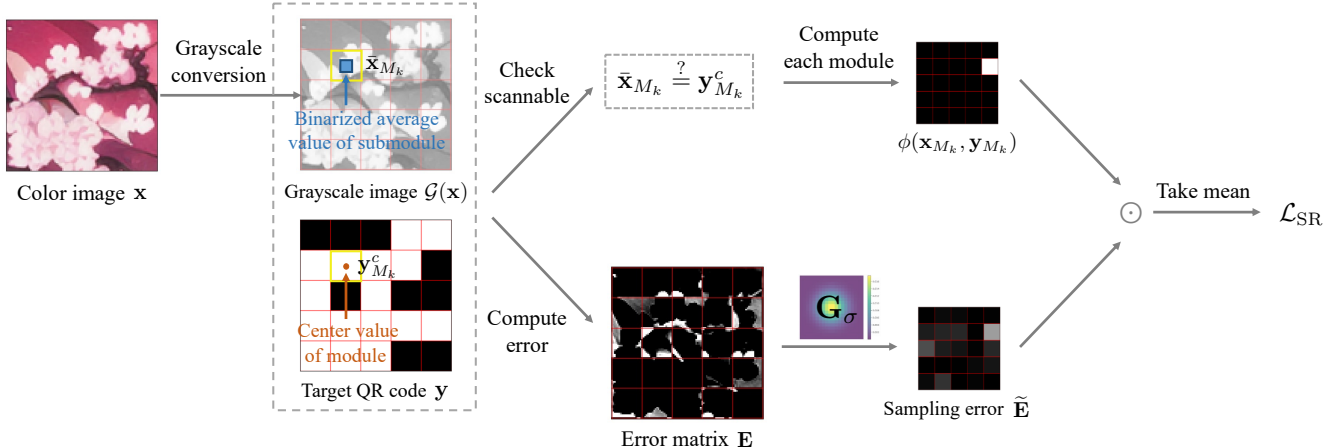 Grayscale
conversion
Color image x
x̄_{M_k}
Binarized average
value of submodule
Grayscale image 𝒢(x)
y^c_{M_k}
Center value
of module
Target QR code y
Check
scannable
x̄_{M_k} ≟ y^c_{M_k}
Compute
each module
ϕ(x_{M_k}, y_{M_k})
Compute
error
Error matrix E
G_σ
Sampling error Ẽ
⊙
Take mean
ℒ_{SR}